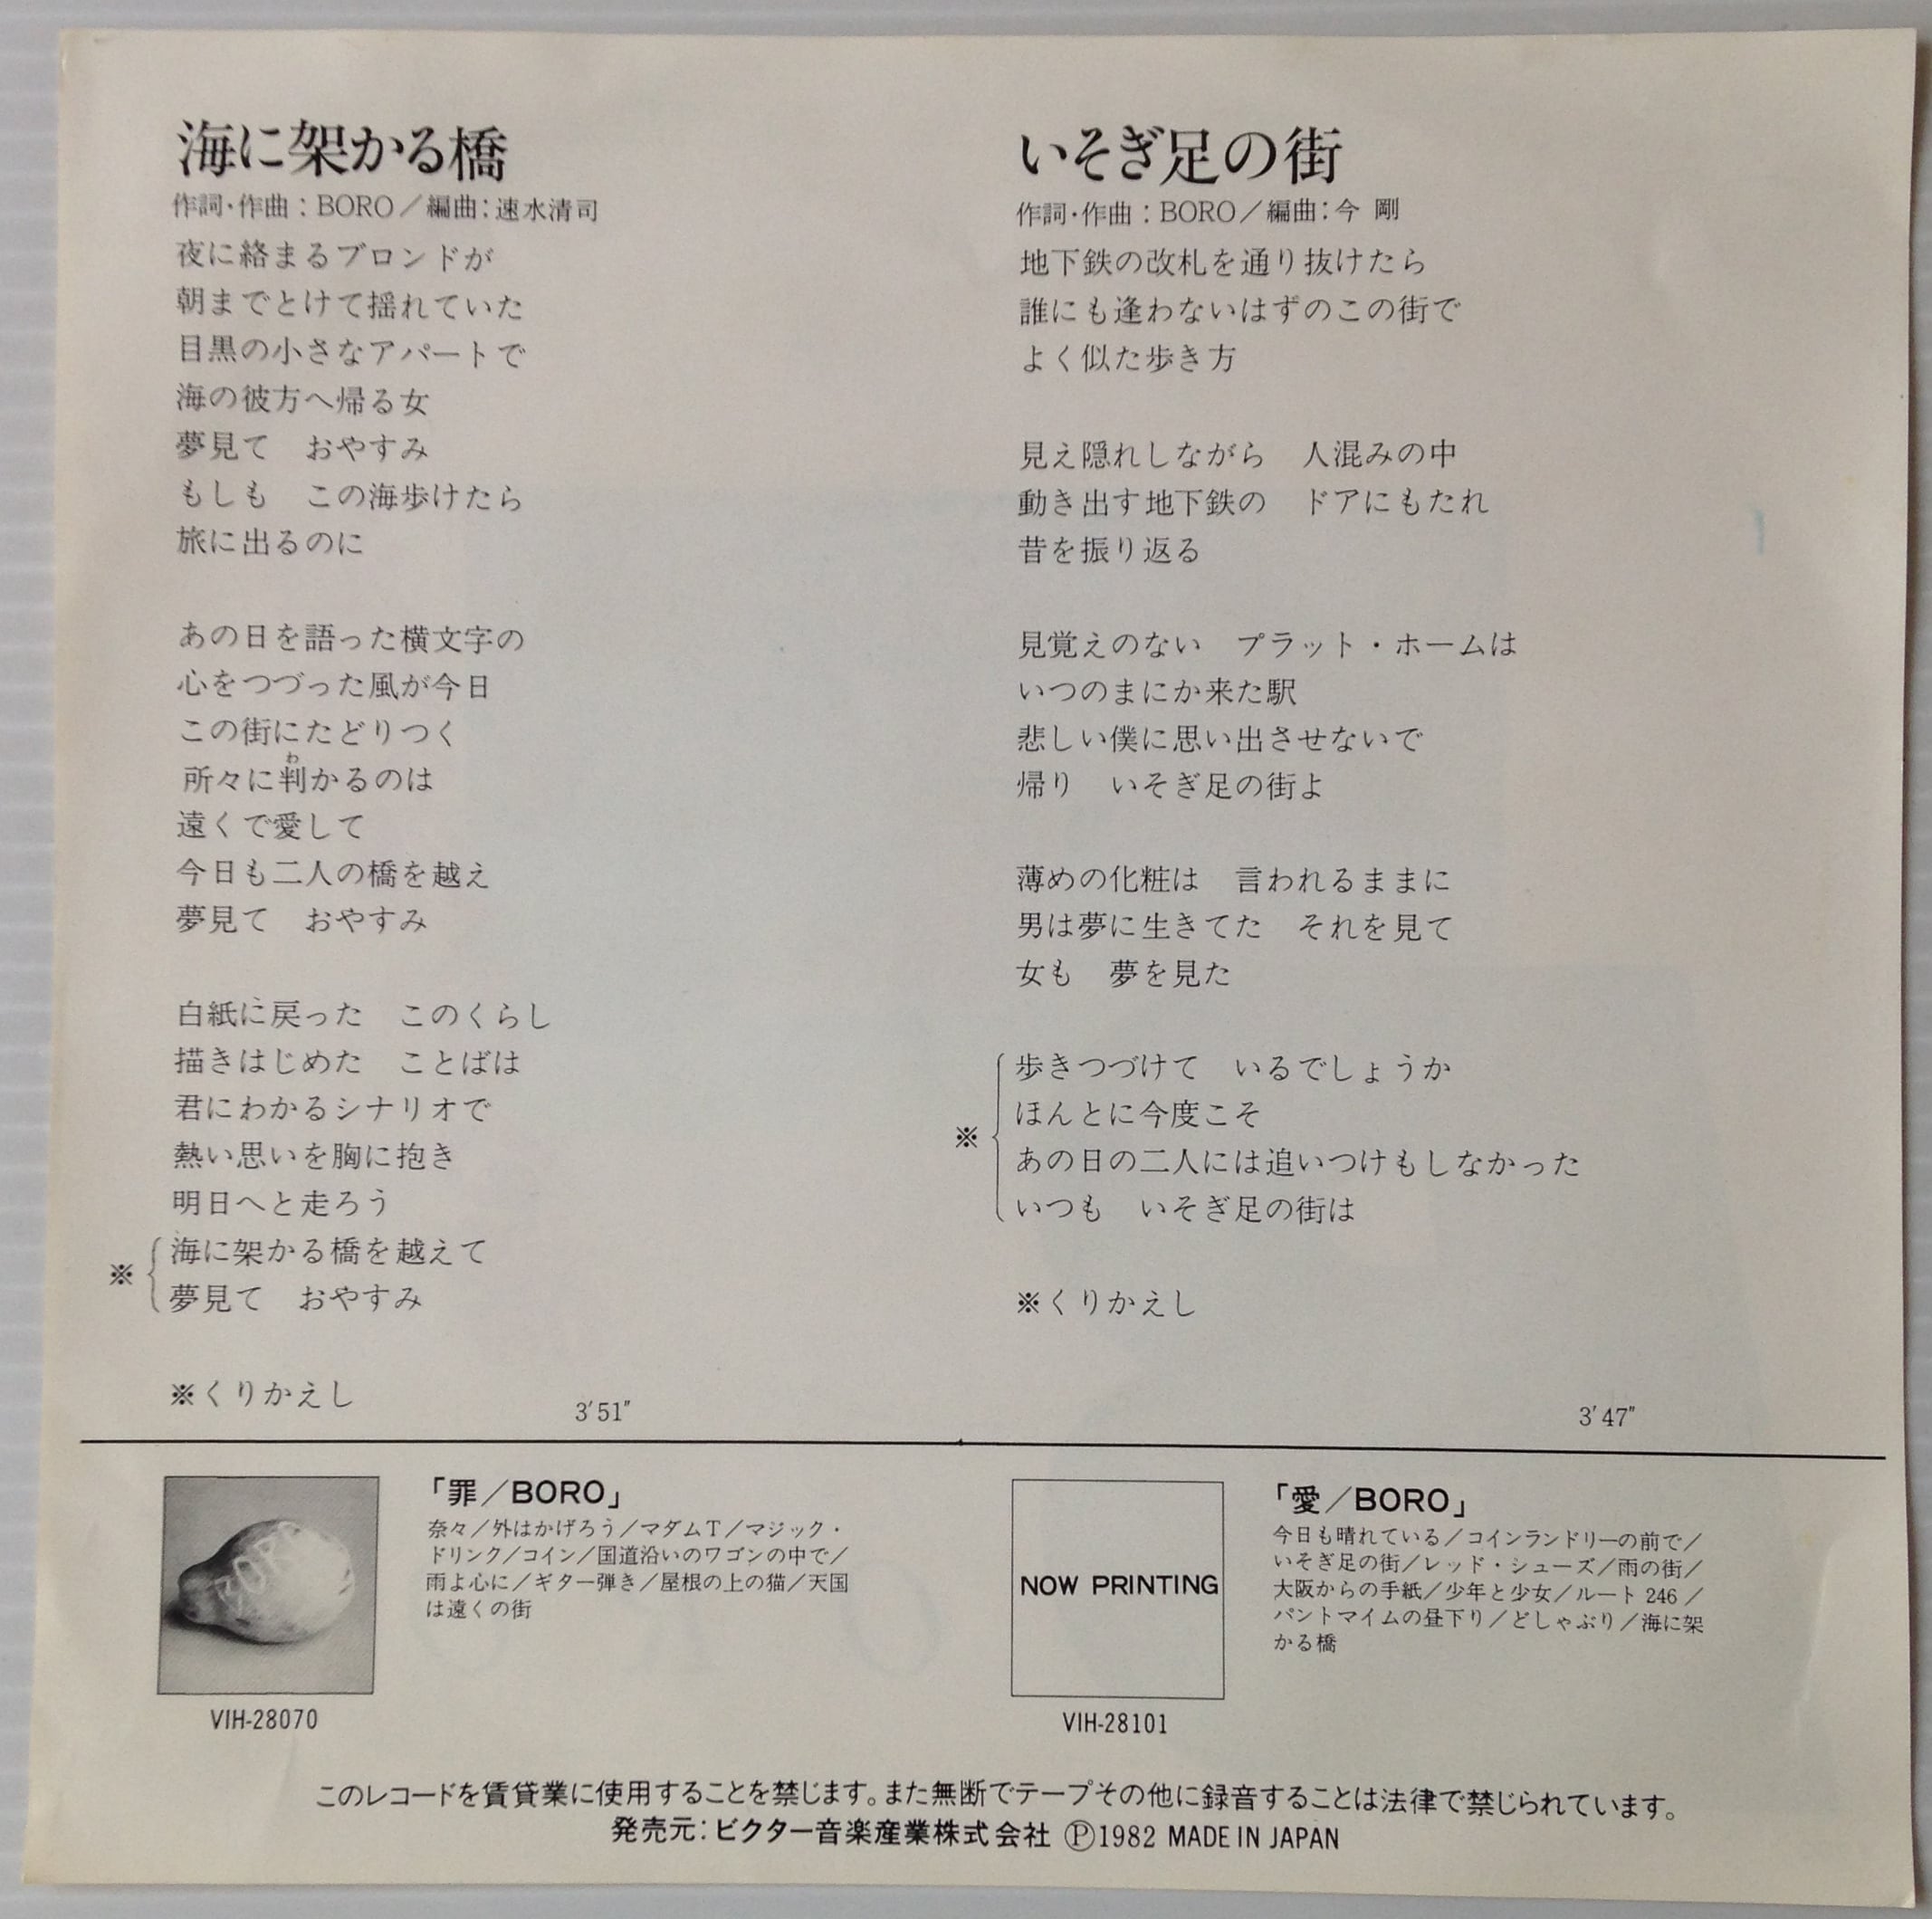 海に架かる橋
作詞・作曲：BORO／編曲：速水清司
夜に絡まるブロンドが
朝までとけて揺れていた
目黒の小さなアパートで
海の彼方へ帰る女
夢見て　おやすみ
もしも　この海歩けたら
旅に出るのに
あの日を語った横文字の
心をつづった風が今日
この街にたどりつく
わ
所々に判かるのは
遠くで愛して
今日も二人の橋を越え
夢見て　おやすみ
白紙に戻った　このくらし
描きはじめた　ことばは
君にわかるシナリオで
熱い思いを胸に抱き
明日へと走ろう
※
海に架かる橋を越えて
夢見て　おやすみ
※くりかえし
3′51″
いそぎ足の街
作詞・作曲：BORO／編曲：今 剛
地下鉄の改札を通り抜けたら
誰にも逢わないはずのこの街で
よく似た歩き方
見え隠れしながら　人混みの中
動き出す地下鉄の　ドアにもたれ
昔を振り返る
見覚えのない　プラット・ホームは
いつのまにか来た駅
悲しい僕に思い出させないで
帰り　いそぎ足の街よ
薄めの化粧は　言われるままに
男は夢に生きてた　それを見て
女も　夢を見た
※
歩きつづけて　いるでしょうか
ほんとに今度こそ
あの日の二人には追いつけもしなかった
いつも　いそぎ足の街は
※くりかえし
3′47″
BORO
VIH-28070
「罪／BORO」
奈々／外はかげろう／マダムT／マジック・
ドリンク／コイン／国道沿いのワゴンの中で／
雨よ心に／ギター弾き／屋根の上の猫／天国
は遠くの街
NOW PRINTING
VIH-28101
「愛／BORO」
今日も晴れている／コインランドリーの前で／
いそぎ足の街／レッド・シューズ／雨の街／
大阪からの手紙／少年と少女／ルート 246／
パントマイムの昼下り／どしゃぶり／海に架
かる橋
このレコードを賃貸業に使用することを禁じます。また無断でテープその他に録音することは法律で禁じられています。
発売元：ビクター音楽産業株式会社 Ⓟ1982 MADE IN JAPAN